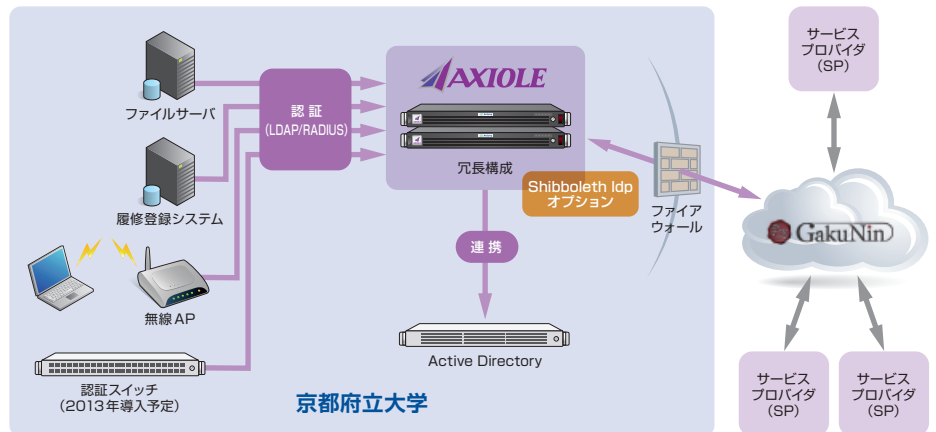 ファイルサーバ
履修登録システム
無線AP
認証スイッチ
(2013年導入予定)
認証
(LDAP/RADIUS)
AXIOLE
冗長構成
Shibboleth Idp
オプション
連携
Active Directory
京都府立大学
ファイア
ウォール
サービス
プロバイダ
(SP)
GakuNin
サービス
プロバイダ
(SP)
サービス
プロバイダ
(SP)